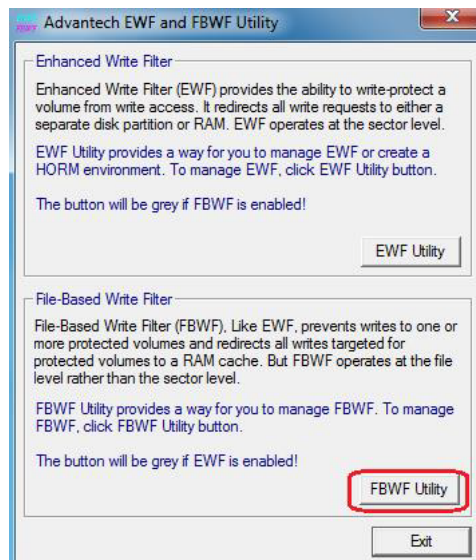 Advantech EWF and FBWF Utility
Enhanced Write Filter
Enhanced Write Filter (EWF) provides the ability to write-protect a
volume from write access. It redirects all write requests to either a
separate disk partition or RAM. EWF operates at the sector level.
EWF Utility provides a way for you to manage EWF or create a
HORM environment. To manage EWF, click EWF Utility button.
The button will be grey if FBWF is enabled!
EWF Utility
File-Based Write Filter
File-Based Write Filter (FBWF), Like EWF, prevents writes to one or
more protected volumes and redirects all writes targeted for
protected volumes to a RAM cache. But FBWF operates at the file
level rather than the sector level.
FBWF Utility provides a way for you to manage FBWF. To manage
FBWF, click FBWF Utility button.
The button will be grey if EWF is enabled!
FBWF Utility
Exit